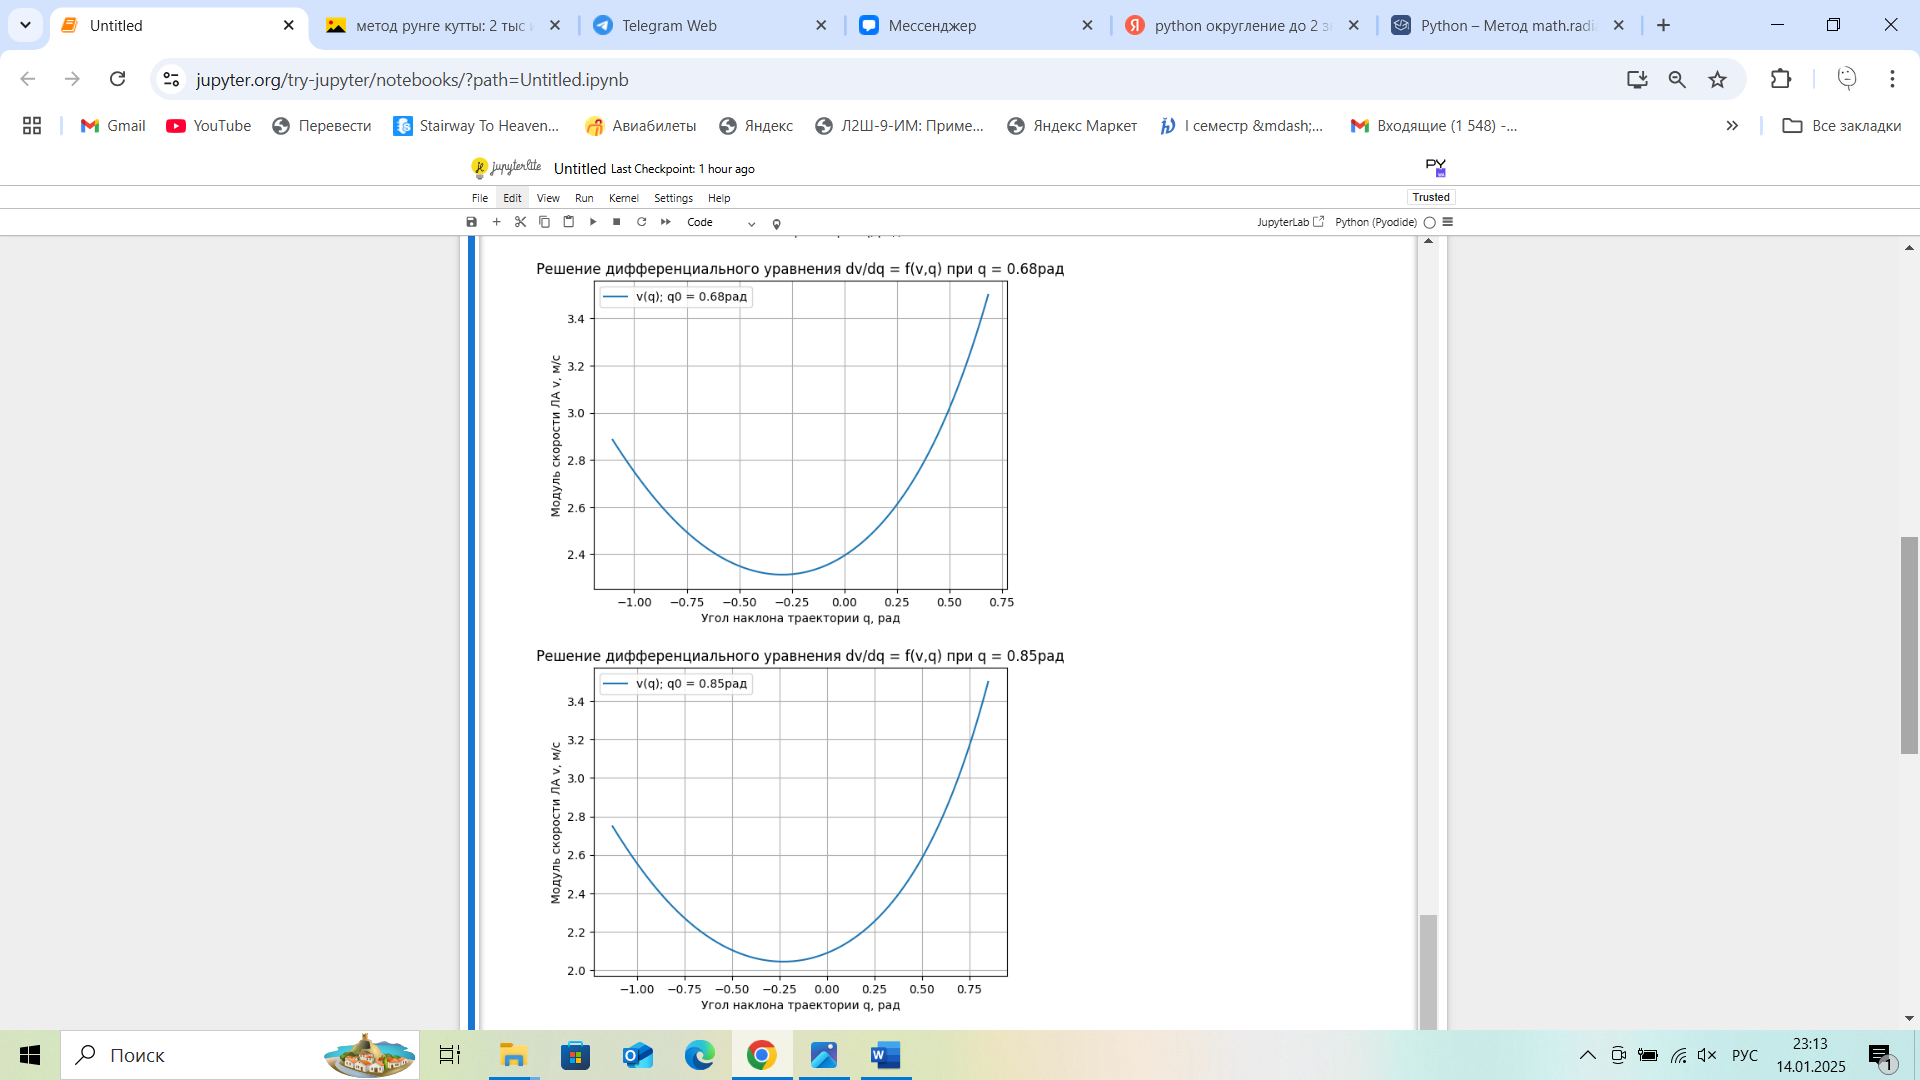 Untitled
метод рунге кутты: 2 тыс
Telegram Web
Мессенджер
python округление до 2 з
Python – Метод math.radi
jupyter.org/try-jupyter/notebooks/?path=Untitled.ipynb
Gmail
YouTube
Перевести
Stairway To Heaven...
Авиабилеты
Яндекс
Л2Ш-9-ИМ: Приме...
Яндекс Маркет
I семестр &mdash;...
Входящие (1 548) -...
Все закладки
jupyterlite
Untitled Last Checkpoint: 1 hour ago
PY
File Edit View Run Kernel Settings Help
Trusted
Code
JupyterLab
Python (Pyodide)
Решение дифференциального уравнения dv/dq = f(v,q) при q = 0.68рад
v(q); q0 = 0.68рад
3.4
3.2
3.0
2.8
2.6
2.4
Модуль скорости ЛА v, м/с
−1.00 −0.75 −0.50 −0.25 0.00 0.25 0.50 0.75
Угол наклона траектории q, рад
Решение дифференциального уравнения dv/dq = f(v,q) при q = 0.85рад
v(q); q0 = 0.85рад
3.4
3.2
3.0
2.8
2.6
2.4
2.2
2.0
Модуль скорости ЛА v, м/с
−1.00 −0.75 −0.50 −0.25 0.00 0.25 0.50 0.75
Угол наклона траектории q, рад
Поиск
РУС
23:13
14.01.2025
1